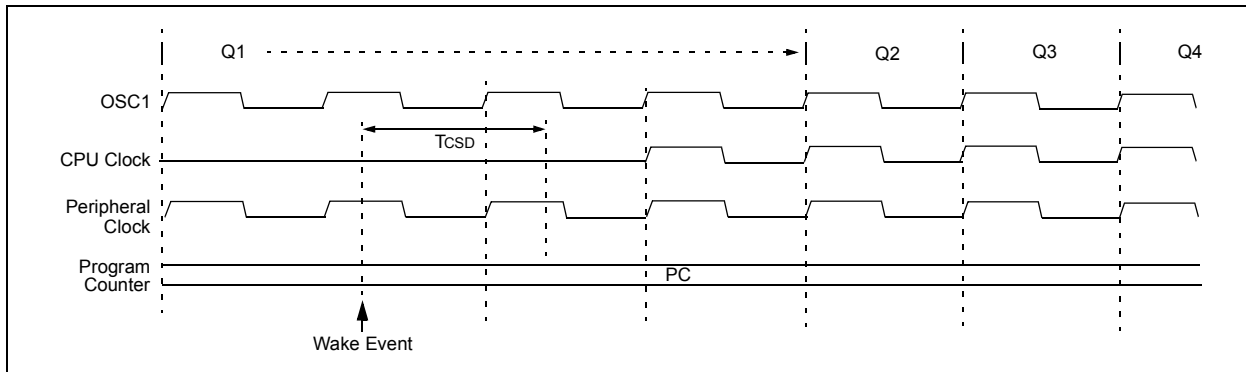 Q1 Q2 Q3 Q4
OSC1
TCSD
CPU Clock
Peripheral
Clock
Program
Counter
PC
Wake Event